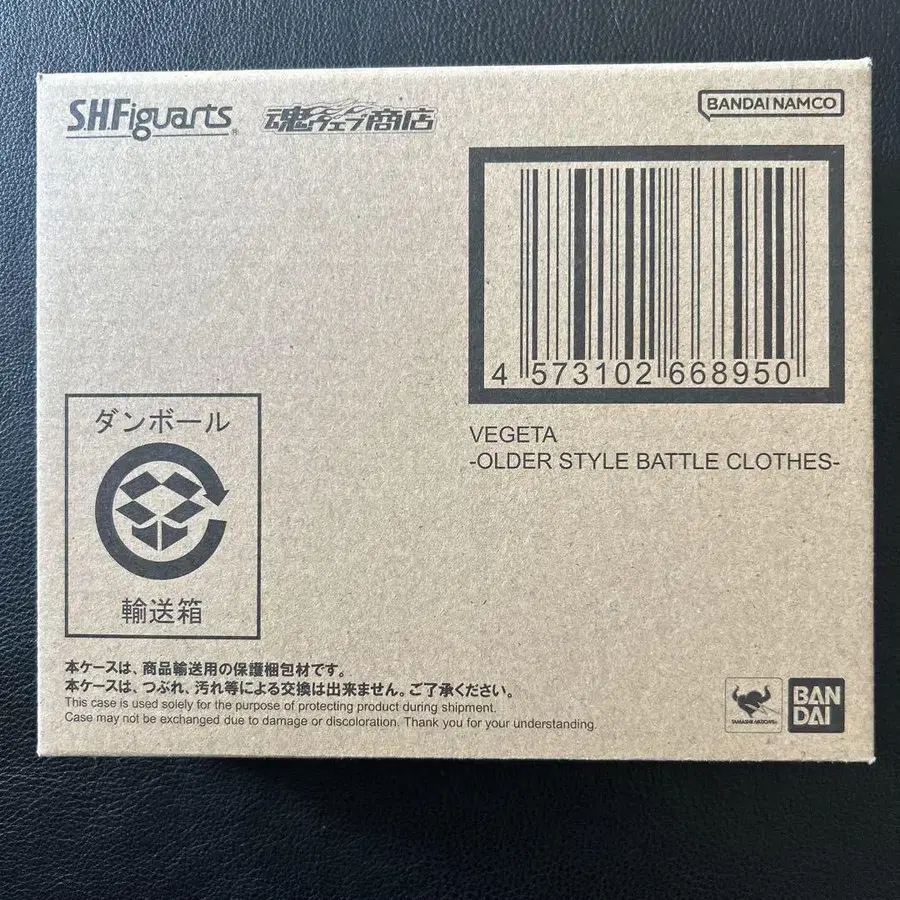 S.H.Figuarts® 魂ウェブ商店
BANDAI NAMCO
4 573102 668950
VEGETA
-OLDER STYLE BATTLE CLOTHES-
ダンボール
輸送箱
本ケースは、商品輸送用の保護梱包材です。
本ケースは、つぶれ、汚れ等による交換は出来ません。ご了承ください。
This case is used solely for the purpose of protecting product during shipment.
Case may not be exchanged due to damage or discoloration. Thank you for your understanding.
TAMASHII NATIONS
BAN
DAI